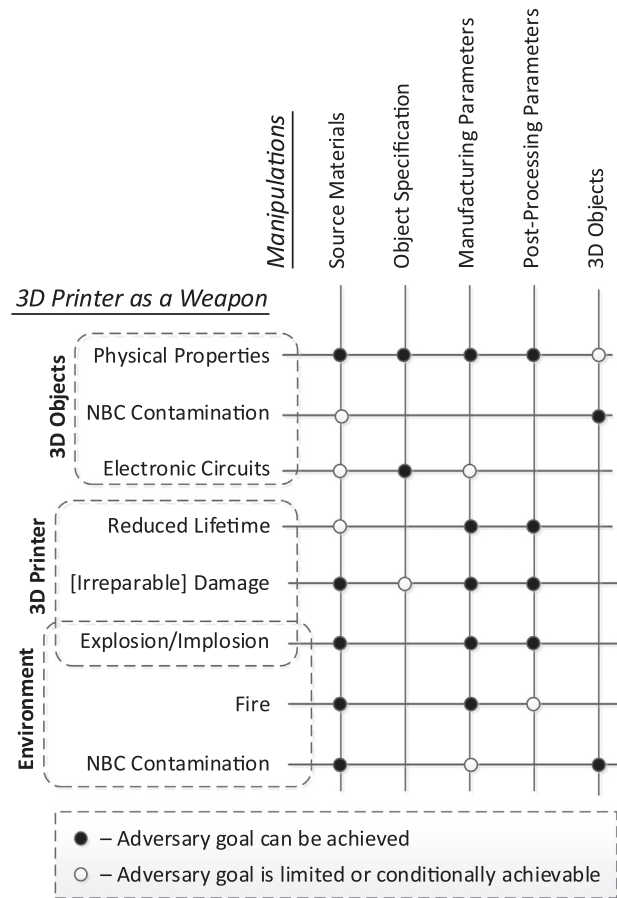 Manipulations
Source Materials
Object Specification
Manufacturing Parameters
Post-Processing Parameters
3D Objects
3D Printer as a Weapon
3D Objects
Physical Properties
NBC Contamination
Electronic Circuits
3D Printer
Reduced Lifetime
[Irreparable] Damage
Explosion/Implosion
Environment
Fire
NBC Contamination
– Adversary goal can be achieved
– Adversary goal is limited or conditionally achievable